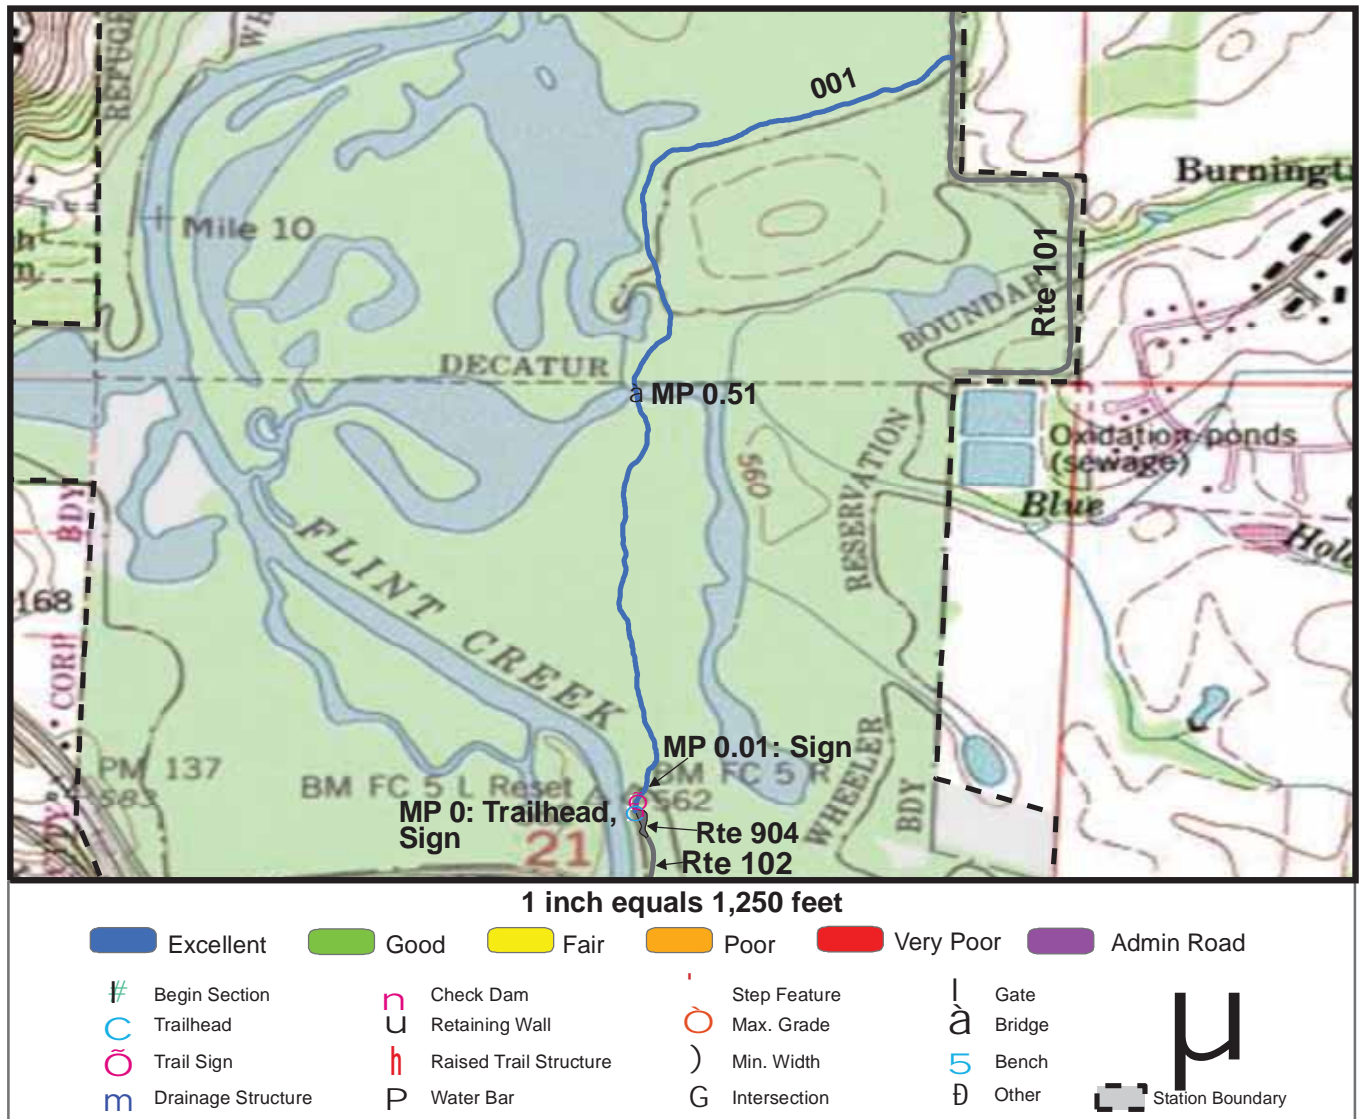 REFUGE
WH
001
Burningt
Mile 10
h
m.
Rte 101
BOUNDAR
DECATUR
à MP 0.51
Oxidation ponds
(sewage)
560
RESERVATION
Blue
Hole
BDY
FLINT CREEK
168
CORP
MP 0.01: Sign
WHEELER
BDY
PM 137
583
BM FC 5 L Reset
BM FC 5 R
562
MP 0: Trailhead,
Sign
Rte 904
21
Rte 102
1 inch equals 1,250 feet
Excellent Good Fair Poor Very Poor Admin Road
# Begin Section n Check Dam ' Step Feature I Gate
C Trailhead u Retaining Wall Ò Max. Grade à Bridge
Õ Trail Sign h Raised Trail Structure ) Min. Width 5 Bench
m Drainage Structure P Water Bar G Intersection Ð Other Station Boundary
µ